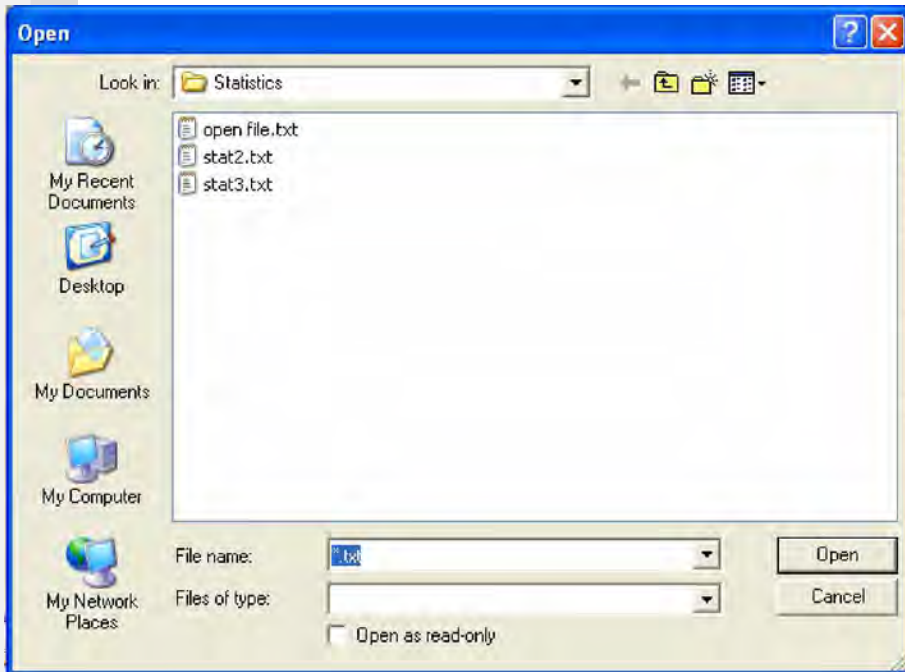 Open
Look in:
Statistics
My Recent
Documents
Desktop
My Documents
My Computer
My Network
Places
open file.txt
stat2.txt
stat3.txt
File name:
*.txt
Open
Files of type:
Cancel
Open as read-only